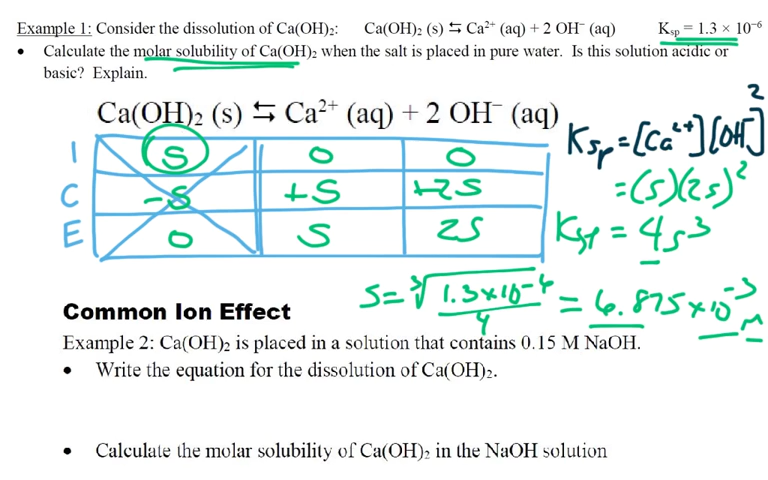 Example 1: Consider the dissolution of Ca(OH)₂: Ca(OH)₂ (s) ⇆ Ca²⁺ (aq) + 2 OH⁻ (aq) Ksp = 1.3 × 10⁻⁶
• Calculate the molar solubility of Ca(OH)₂ when the salt is placed in pure water. Is this solution acidic or
basic? Explain.
Ca(OH)₂ (s) ⇆ Ca²⁺ (aq) + 2 OH⁻ (aq)
I S 0 0
C -S +S +2S
E 0 S 2S
Ksp = [Ca²⁺][OH⁻]²
= (s)(2s)²
Ksp = 4s³
S = ∛(1.3×10⁻⁶/4) = 6.875×10⁻³ M
Common Ion Effect
Example 2: Ca(OH)₂ is placed in a solution that contains 0.15 M NaOH.
• Write the equation for the dissolution of Ca(OH)₂.
• Calculate the molar solubility of Ca(OH)₂ in the NaOH solution